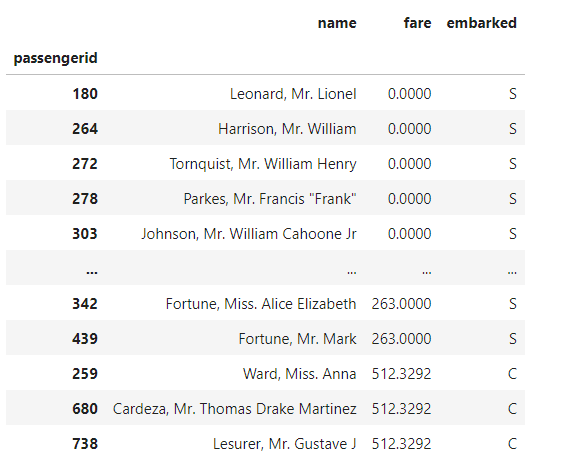 name fare embarked
passengerid
180 Leonard, Mr. Lionel 0.0000 S
264 Harrison, Mr. William 0.0000 S
272 Tornquist, Mr. William Henry 0.0000 S
278 Parkes, Mr. Francis "Frank" 0.0000 S
303 Johnson, Mr. William Cahoone Jr 0.0000 S
... ... ... ...
342 Fortune, Miss. Alice Elizabeth 263.0000 S
439 Fortune, Mr. Mark 263.0000 S
259 Ward, Miss. Anna 512.3292 C
680 Cardeza, Mr. Thomas Drake Martinez 512.3292 C
738 Lesurer, Mr. Gustave J 512.3292 C